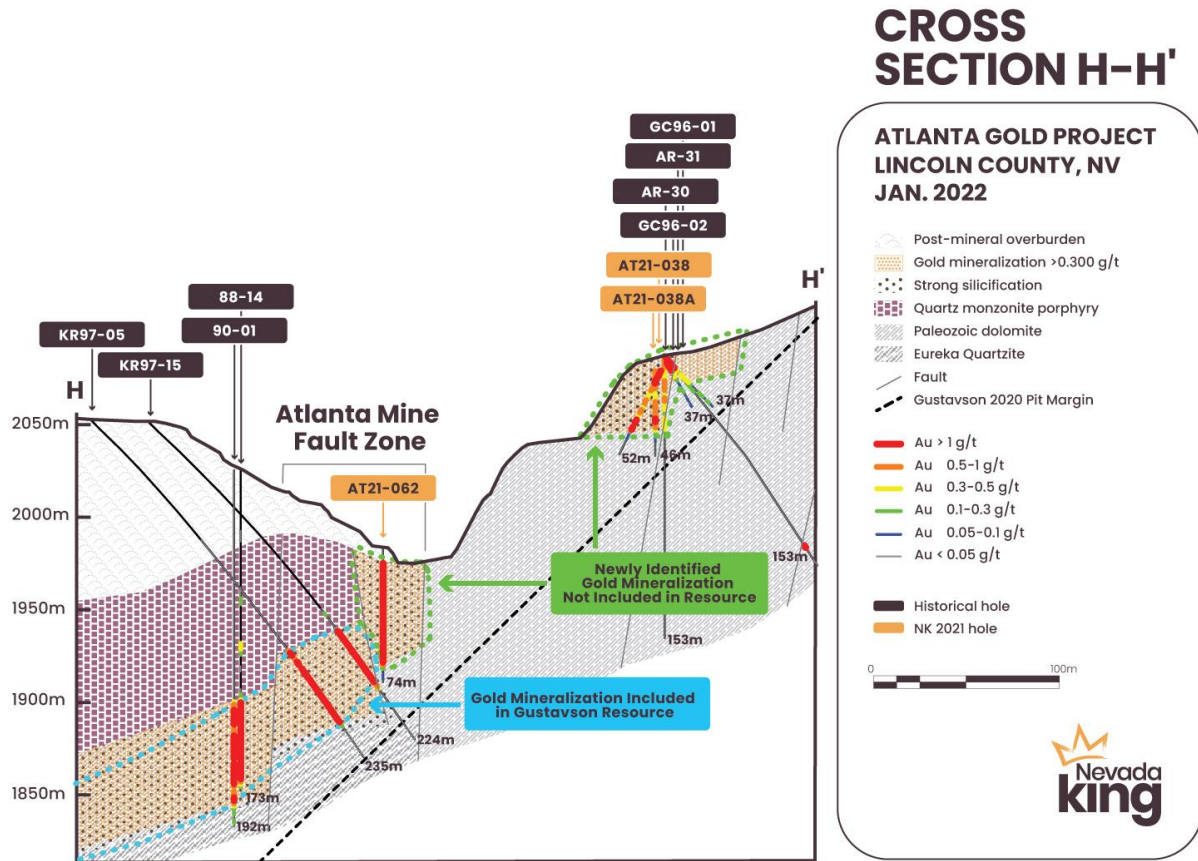 CROSS
SECTION H-H'
ATLANTA GOLD PROJECT
LINCOLN COUNTY, NV
JAN. 2022
Post-mineral overburden
Gold mineralization >0.300 g/t
Strong silicification
Quartz monzonite porphyry
Paleozoic dolomite
Eureka Quartzite
Fault
Gustavson 2020 Pit Margin
Au > 1 g/t
Au 0.5-1 g/t
Au 0.3-0.5 g/t
Au 0.1-0.3 g/t
Au 0.05-0.1 g/t
Au < 0.05 g/t
Historical hole
NK 2021 hole
0 100m
Nevada
king
GC96-01
AR-31
AR-30
GC96-02
AT21-038
AT21-038A
H'
88-14
90-01
KR97-05
KR97-15
H
Atlanta Mine
Fault Zone
AT21-062
2050m
2000m
1950m
1900m
1850m
37m
37m
52m
46m
153m
153m
Newly Identified
Gold Mineralization
Not Included in Resource
74m
Gold Mineralization Included
in Gustavson Resource
224m
235m
173m
192m